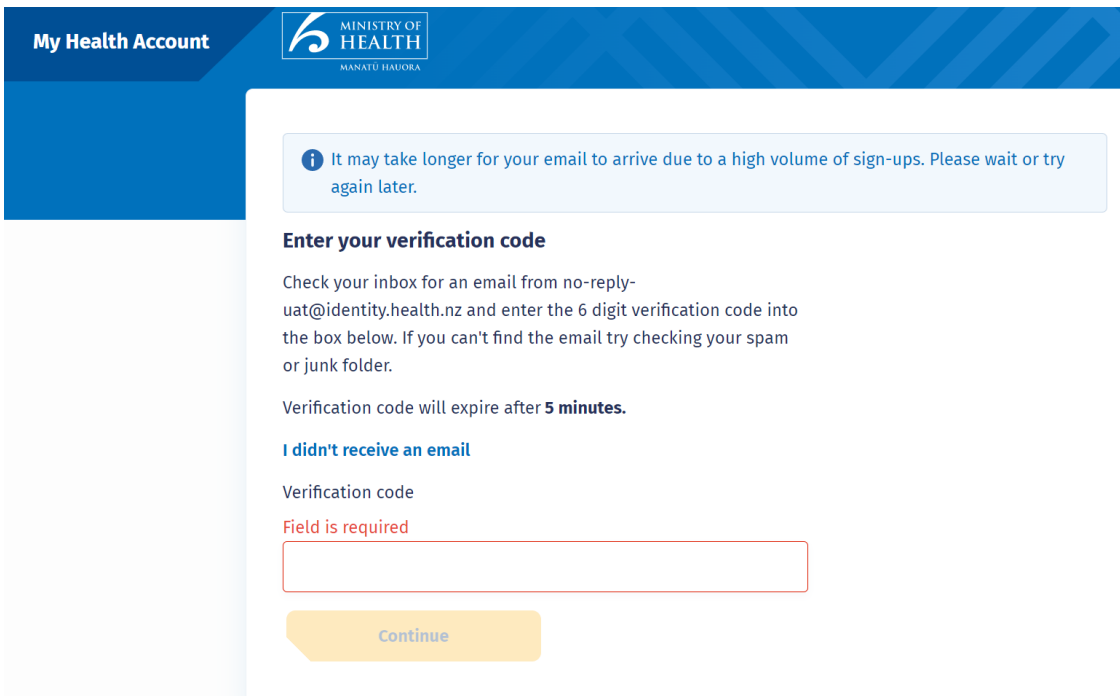 My Health Account
MINISTRY OF
HEALTH
MANATŪ HAUORA
It may take longer for your email to arrive due to a high volume of sign-ups. Please wait or try
again later.
Enter your verification code
Check your inbox for an email from no-reply-
uat@identity.health.nz and enter the 6 digit verification code into
the box below. If you can't find the email try checking your spam
or junk folder.
Verification code will expire after 5 minutes.
I didn't receive an email
Verification code
Field is required
Continue